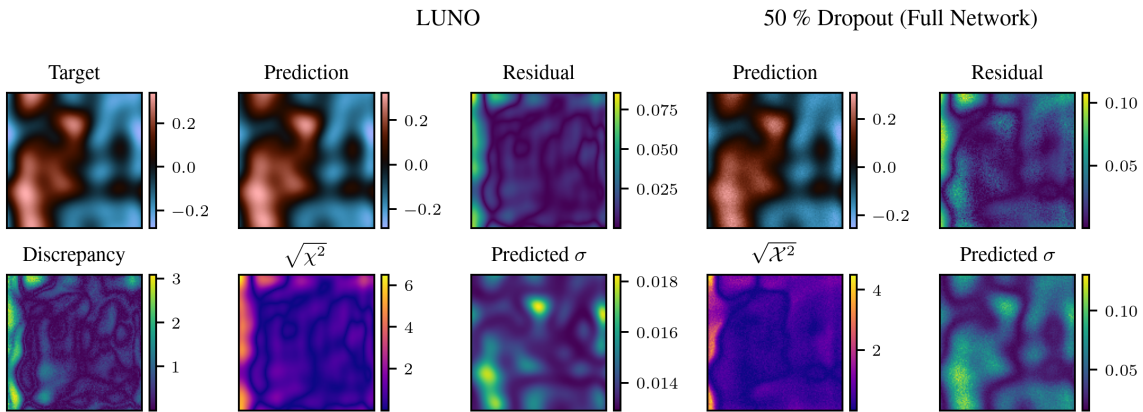 LUNO
50 % Dropout (Full Network)
Target
Prediction
Residual
Prediction
Residual
0.2
0.0
−0.2
0.2
0.0
−0.2
0.075
0.050
0.025
0.2
0.0
−0.2
0.10
0.05
Discrepancy
√χ²
Predicted σ
√𝒳²
Predicted σ
3
2
1
6
4
2
0.018
0.016
0.014
4
2
0.10
0.05